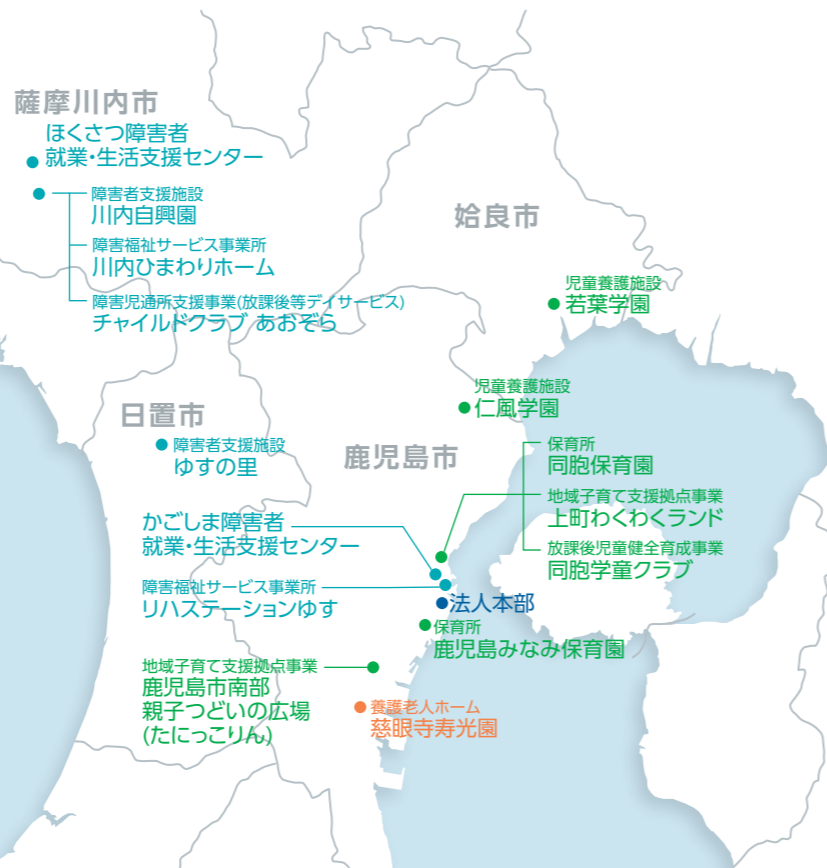 薩摩川内市
ほくさつ障害者
就業・生活支援センター
障害者支援施設
川内自興園
障害福祉サービス事業所
川内ひまわりホーム
障害児通所支援事業(放課後等デイサービス)
チャイルドクラブ あおぞら
姶良市
児童養護施設
若葉学園
児童養護施設
仁風学園
日置市
障害者支援施設
ゆすの里
鹿児島市
保育所
同胞保育園
地域子育て支援拠点事業
上町わくわくランド
放課後児童健全育成事業
同胞学童クラブ
かごしま障害者
就業・生活支援センター
障害福祉サービス事業所
リハステーションゆす
法人本部
保育所
鹿児島みなみ保育園
地域子育て支援拠点事業
鹿児島市南部
親子つどいの広場
(たにっこりん)
養護老人ホーム
慈眼寺寿光園